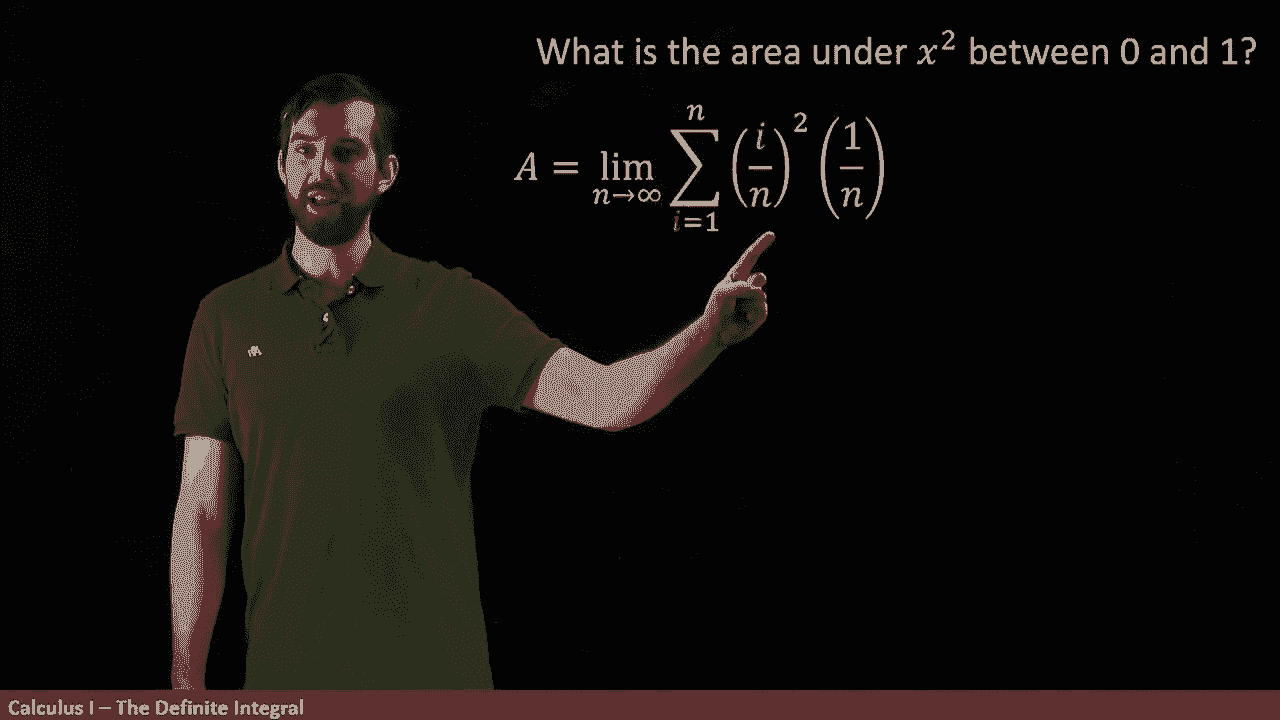 What is the area under $x^2$ between 0 and 1?
$A = \lim_{n \to \infty} \sum_{i=1}^{n} \left(\frac{i}{n}\right)^2 \left(\frac{1}{n}\right)$
Calculus I – The Definite Integral